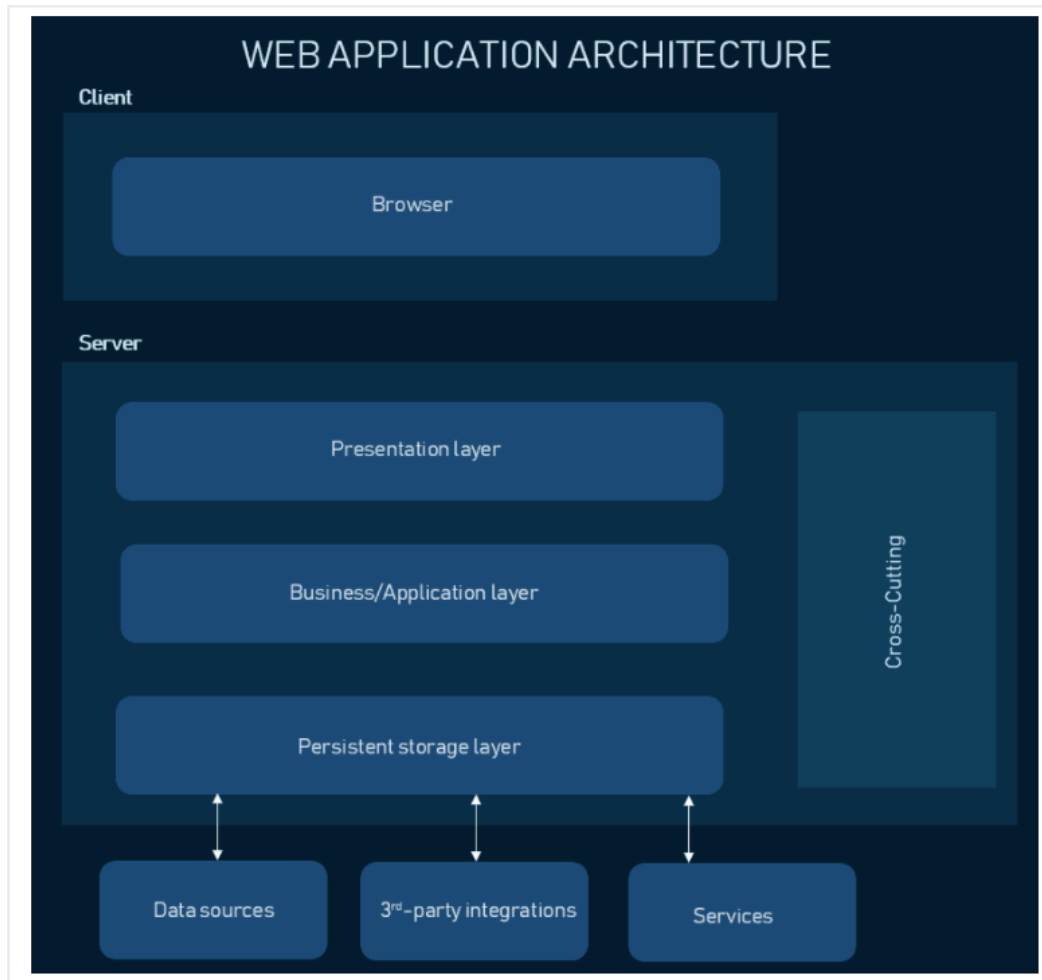 WEB APPLICATION ARCHITECTURE
Client
Browser
Server
Presentation layer
Business/Application layer
Cross-Cutting
Persistent storage layer
Data sources
3rd-party integrations
Services